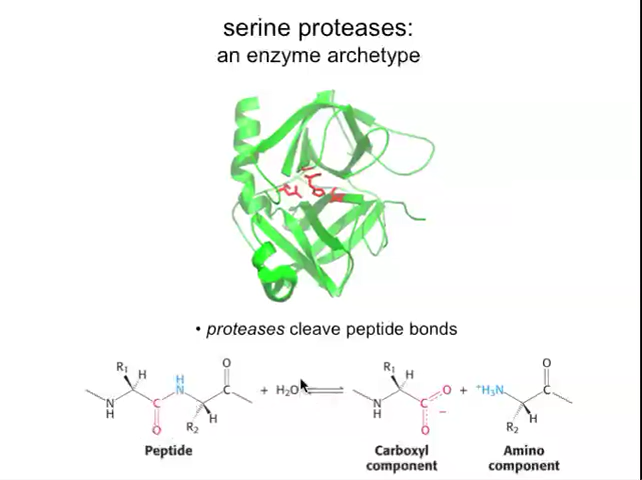 serine proteases:
an enzyme archetype
• proteases cleave peptide bonds
R1 H O R1 H O
H N + H2O O + +H3N C
N H C C N H C –
O R2 H O R2 H
Peptide Carboxyl component Amino component